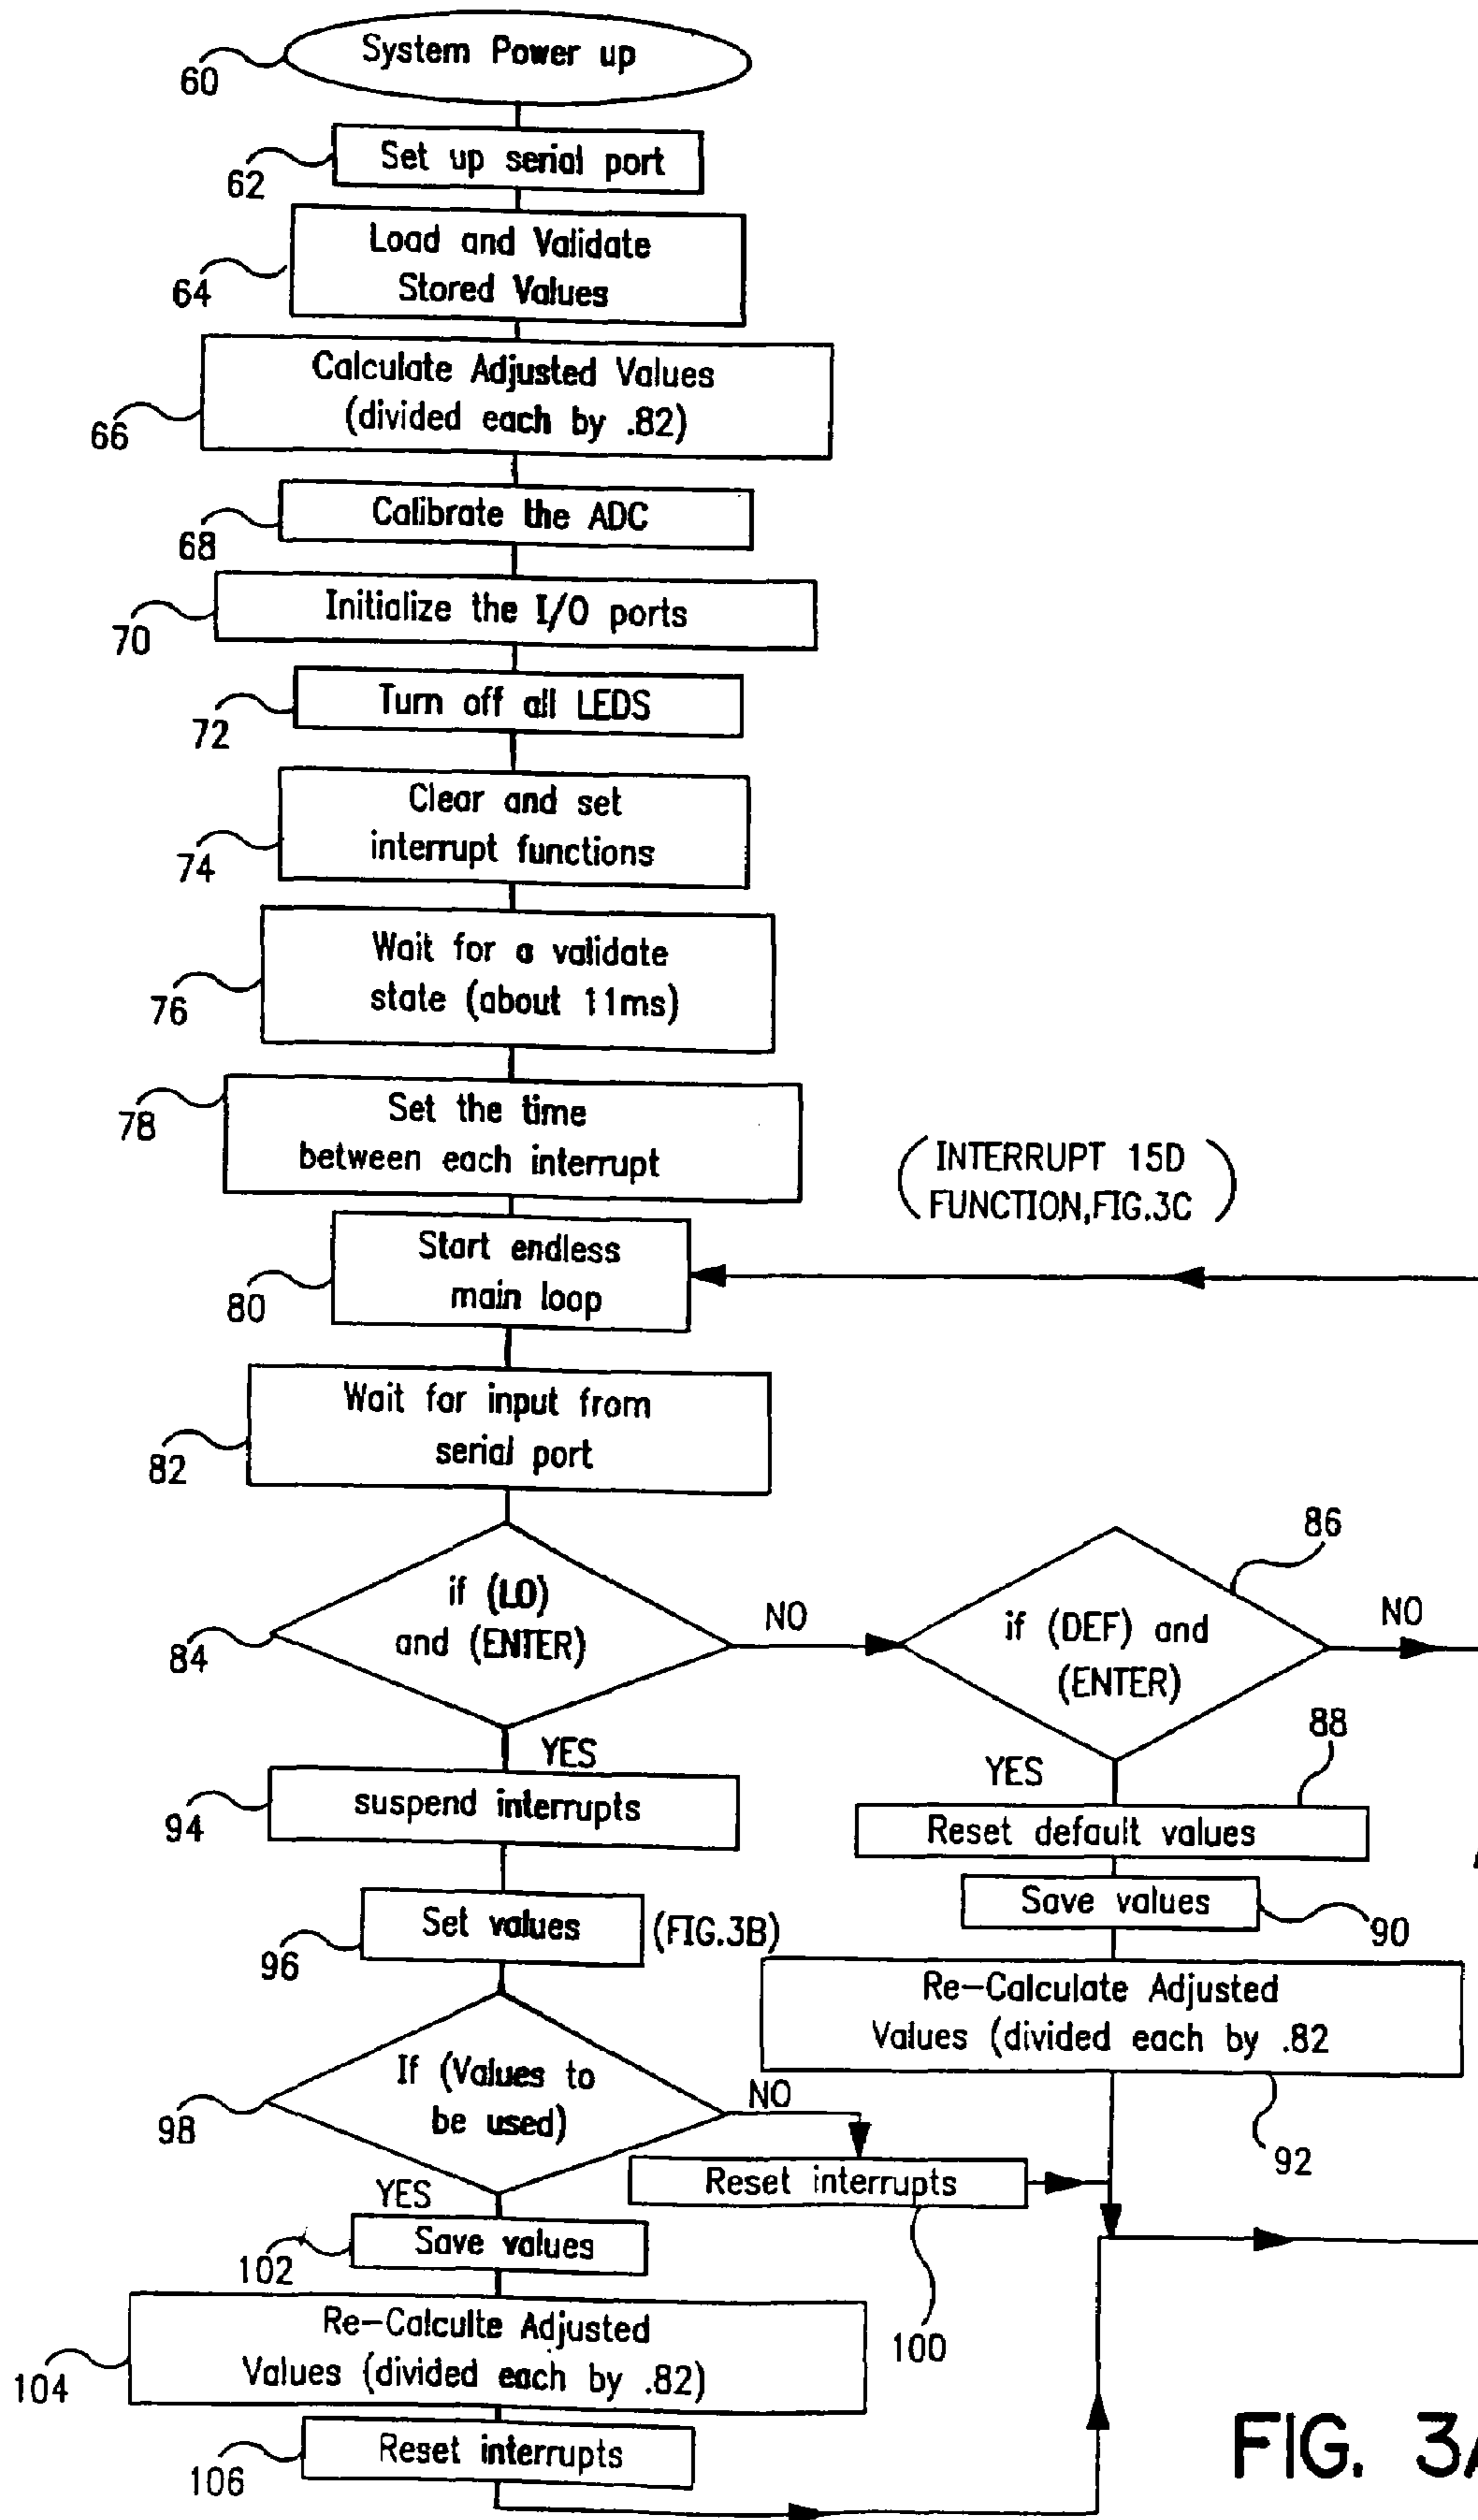 System Power up
60
Set up serial port
62
Load and Validate
Stored Values
64
Calculate Adjusted Values
(divided each by .82)
66
Calibrate the ADC
68
Initialize the I/O ports
70
Turn off all LEDS
72
Clear and set
interrupt functions
74
Wait for a validate
state (about 11ms)
76
Set the time
between each interrupt
78
(INTERRUPT 15D
FUNCTION,FIG.3C)
Start endless
main loop
80
Wait for input from
serial port
82
if (LO)
and (ENTER)
84
NO
if (DEF) and
(ENTER)
86
NO
YES
suspend interrupts
94
YES
88
Reset default values
Save values
90
Set values
(FIG.3B)
96
Re-Calculate Adjusted
Values (divided each by .82
92
If (Values to
be used)
98
NO
Reset interrupts
100
YES
Save values
102
Re-Calculte Adjusted
Values (divided each by .82)
104
Reset interrupts
106
FIG. 3A